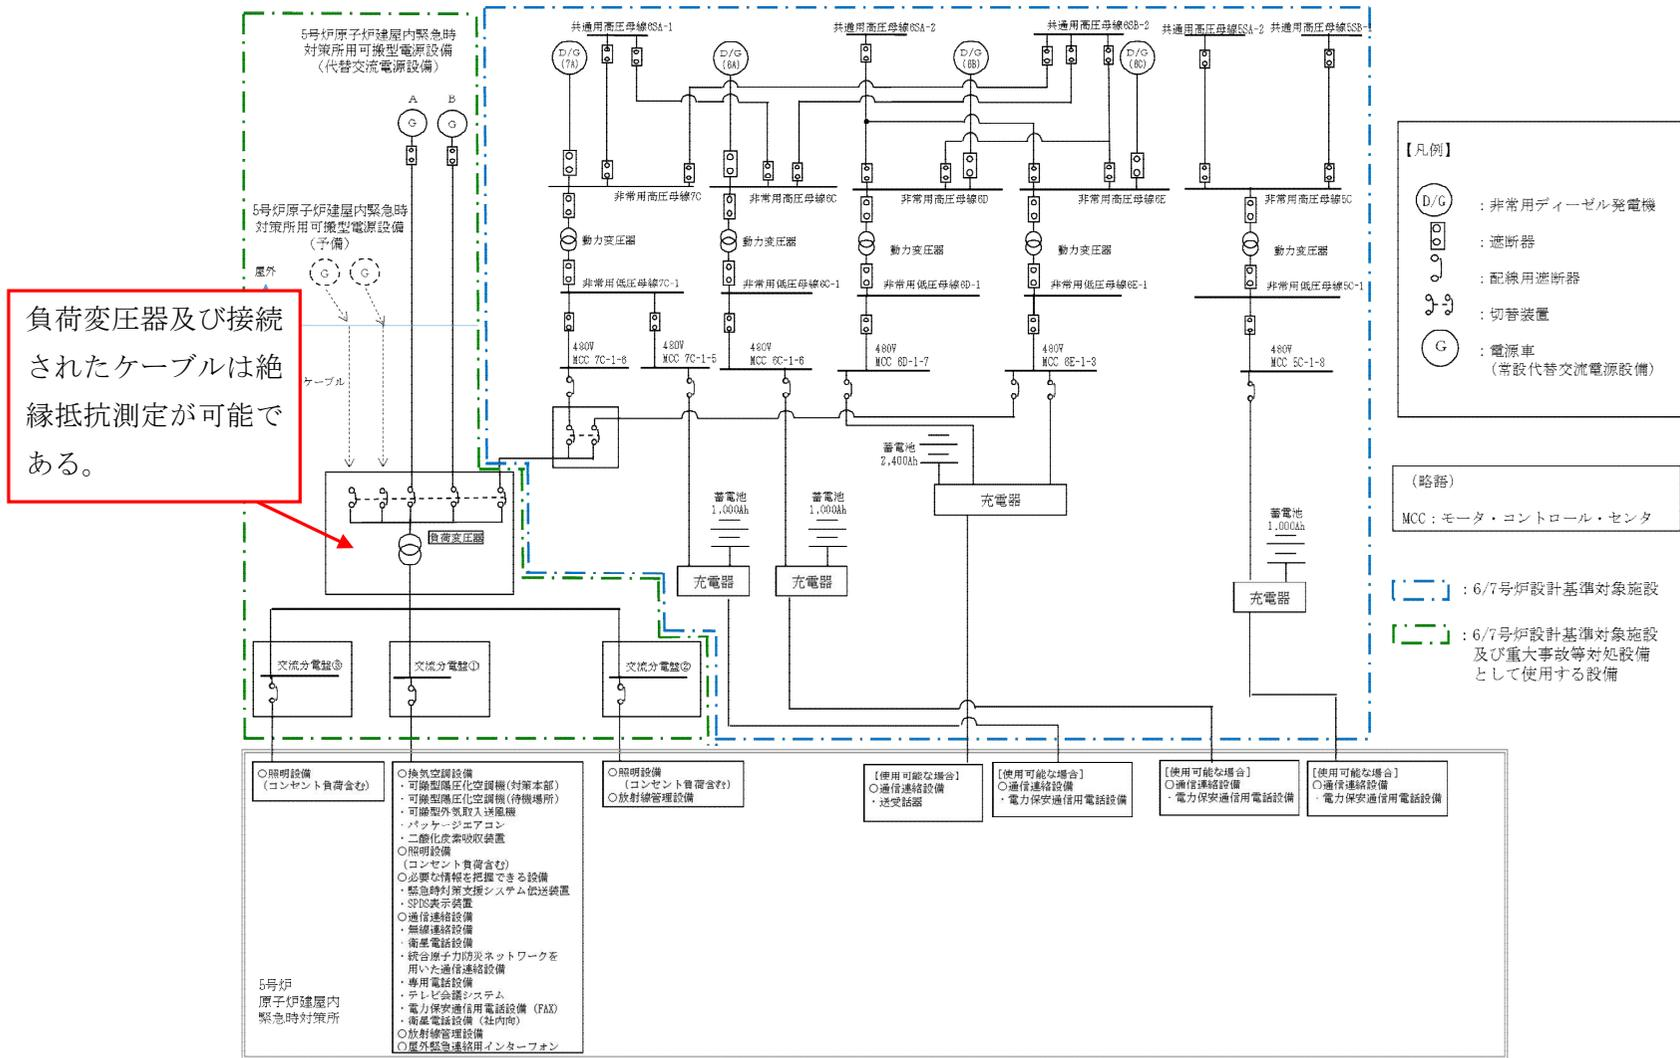 5号炉原子炉建屋内緊急時
対策所用可搬型電源設備
(代替交流電源設備)
A
B
G
G
5号炉原子炉建屋内緊急時
対策所用可搬型電源設備
(予備)
屋外
G
G
ケーブル
負荷変圧器及び接続
されたケーブルは絶
縁抵抗測定が可能で
ある。
負荷変圧器
交流分電盤③
交流分電盤①
交流分電盤②
共通用高圧母線6SA-1
共通用高圧母線6SA-2
共通用高圧母線6SB-2
共通用高圧母線5SA-2
共通用高圧母線5SB-
D/G
(7A)
D/G
(6A)
D/G
(6B)
D/G
(6C)
非常用高圧母線7C
非常用高圧母線6C
非常用高圧母線6D
非常用高圧母線6E
非常用高圧母線5C
動力変圧器
動力変圧器
動力変圧器
動力変圧器
動力変圧器
非常用低圧母線7C-1
非常用低圧母線6C-1
非常用低圧母線6D-1
非常用低圧母線6E-1
非常用低圧母線5C-1
480V
MCC 7C-1-6
480V
MCC 7C-1-5
480V
MCC 6C-1-6
480V
MCC 6D-1-7
480V
MCC 6E-1-3
480V
MCC 5C-1-8
蓄電池
2,400Ah
充電器
蓄電池
1,000Ah
充電器
蓄電池
1,000Ah
充電器
蓄電池
1,000Ah
充電器
【凡例】
D/G
:非常用ディーゼル発電機
:遮断器
:配線用遮断器
:切替装置
G
:電源車
(常設代替交流電源設備)
(略語)
MCC:モータ・コントロール・センタ
:6/7号炉設計基準対象施設
:6/7号炉設計基準対象施設
及び重大事故等対処設備
として使用する設備
○照明設備
(コンセント負荷含む)
○換気空調設備
・可搬型陽圧化空調機(対策本部)
・可搬型陽圧化空調機(待機場所)
・可搬型外気取入送風機
・パッケージエアコン
・二酸化炭素吸収装置
○照明設備
(コンセント負荷含む)
○必要な情報を把握できる設備
・緊急時対策支援システム伝送装置
・SPDS表示装置
○通信連絡設備
・無線連絡設備
・衛星電話設備
・統合原子力防災ネットワークを
用いた通信連絡設備
・専用電話設備
・テレビ会議システム
・電力保安通信用電話設備(FAX)
・衛星電話設備(社内向)
○放射線管理設備
○屋外緊急連絡用インターフォン
○照明設備
(コンセント負荷含む)
○放射線管理設備
[使用可能な場合]
○通信連絡設備
・送受話器
[使用可能な場合]
○通信連絡設備
・電力保安通信用電話設備
[使用可能な場合]
○通信連絡設備
・電力保安通信用電話設備
[使用可能な場合]
○通信連絡設備
・電力保安通信用電話設備
5号炉
原子炉建屋内
緊急時対策所